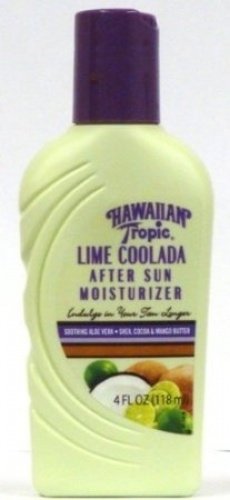 HAWAIIAN
Tropic
LIME COOLADA
AFTER SUN
MOISTURIZER
Indulge in Your Tan Longer
SOOTHING ALOE VERA • SHEA, COCOA & MANGO BUTTER
4 FL OZ (118 ml)